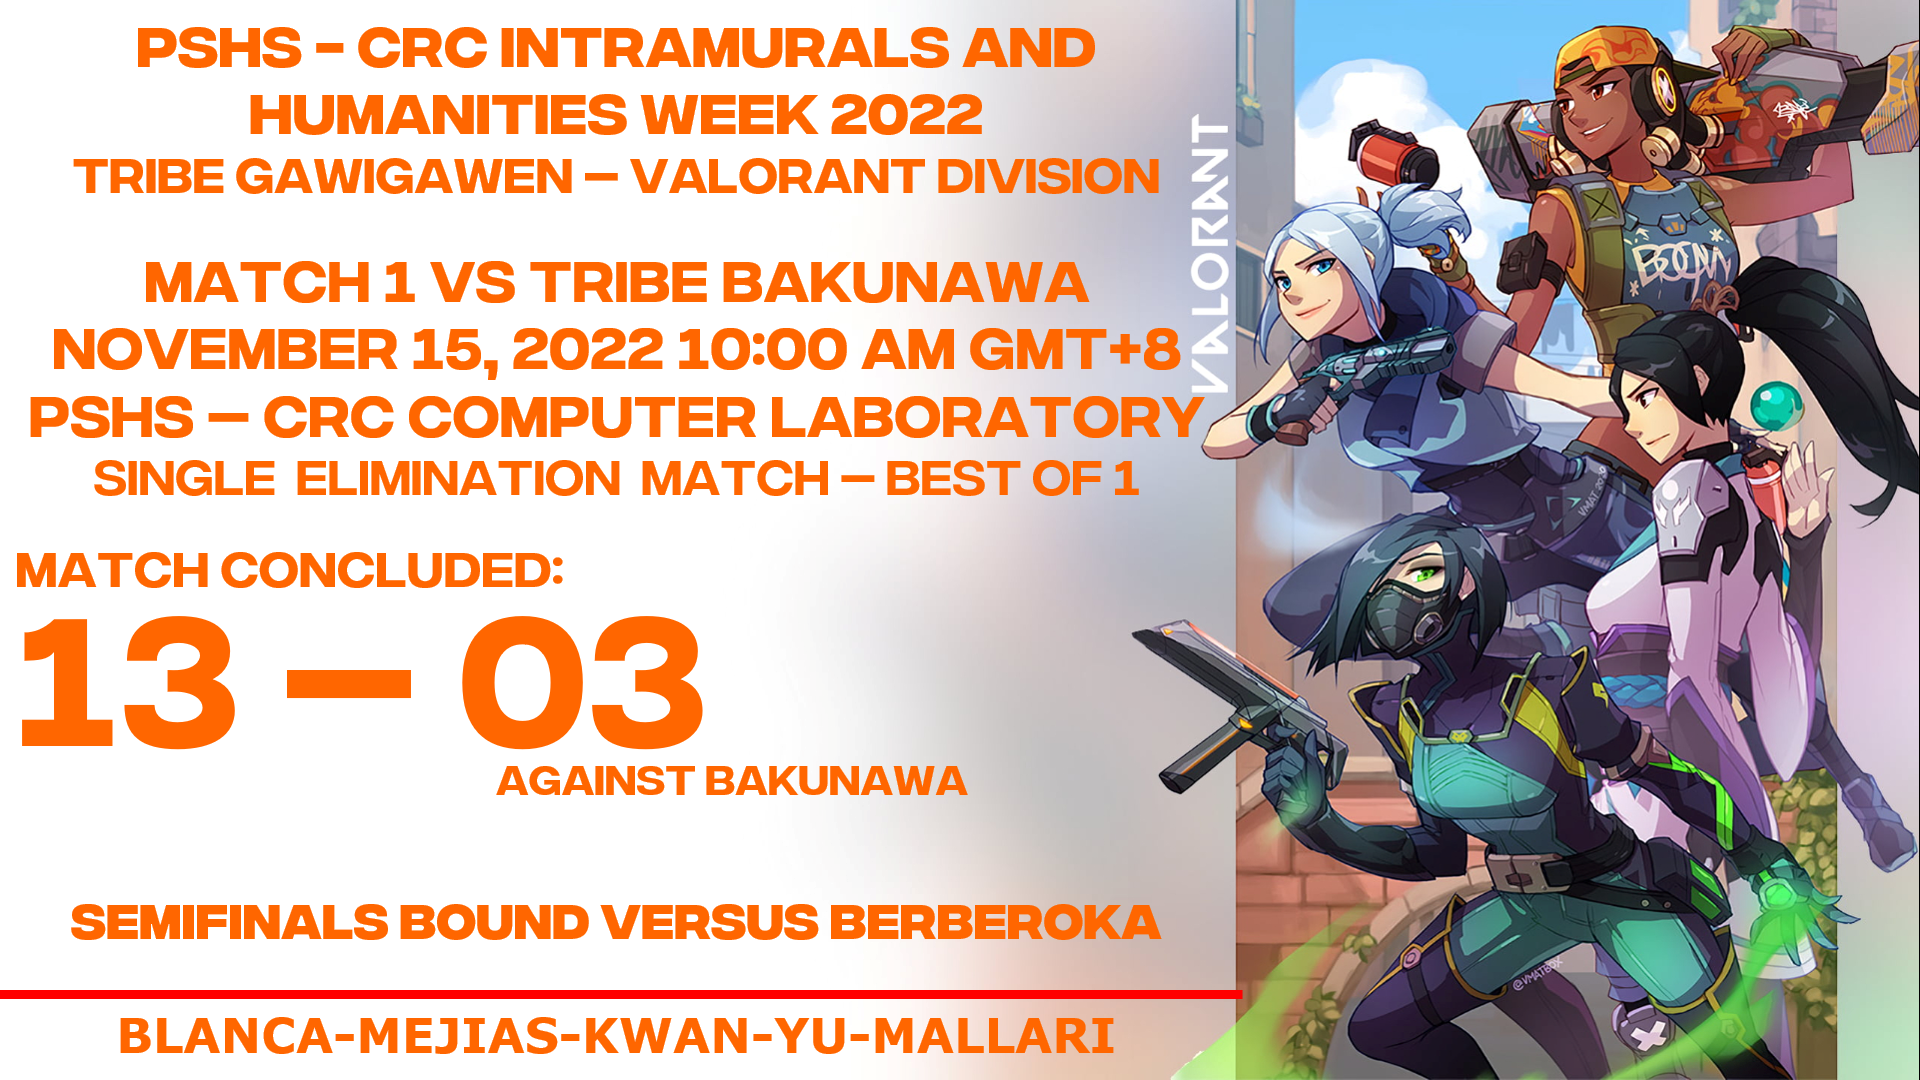 PSHS - CRC INTRAMURALS AND
HUMANITIES WEEK 2022
TRIBE GAWIGAWEN – VALORANT DIVISION
MATCH 1 VS TRIBE BAKUNAWA
NOVEMBER 15, 2022 10:00 AM GMT+8
PSHS – CRC COMPUTER LABORATORY
SINGLE ELIMINATION MATCH – BEST OF 1
MATCH CONCLUDED:
13 – 03
AGAINST BAKUNAWA
SEMIFINALS BOUND VERSUS BERBEROKA
BLANCA-MEJIAS-KWAN-YU-MALLARI
VALORANT
BOOM
@VMATBOX